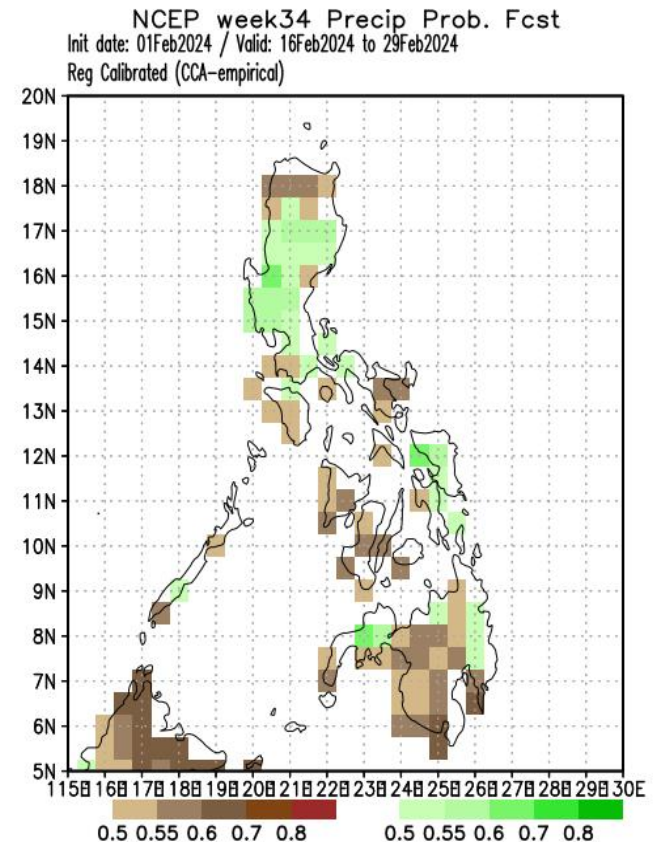 NCEP week34 Precip Prob. Fcst
Init date: 01Feb2024 / Valid: 16Feb2024 to 29Feb2024
Reg Calibrated (CCA-empirical)
20N
19N
18N
17N
16N
15N
14N
13N
12N
11N
10N
9N
8N
7N
6N
5N
115E 116E 117E 118E 119E 120E 121E 122E 123E 124E 125E 126E 127E 128E 129E 130E
0.5 0.55 0.6 0.7 0.8 0.5 0.55 0.6 0.7 0.8